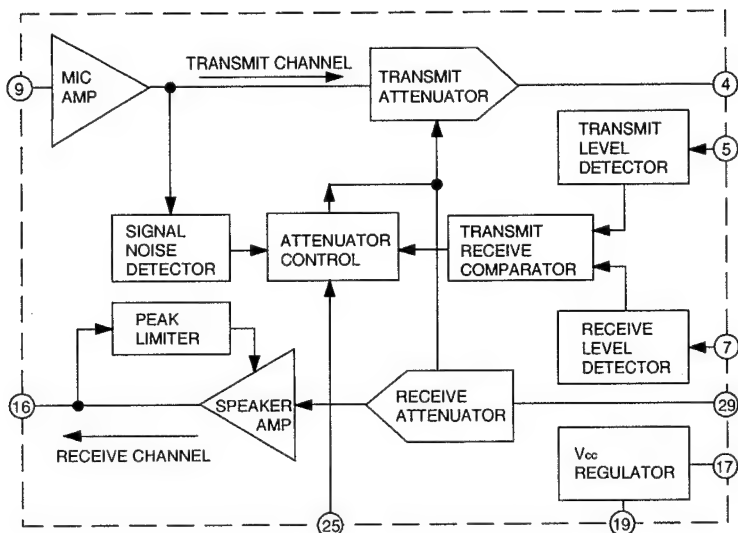 TRANSMIT CHANNEL
MIC
AMP
9
TRANSMIT
ATTENUATOR
4
TRANSMIT
LEVEL
DETECTOR
5
SIGNAL
NOISE
DETECTOR
ATTENUATOR
CONTROL
TRANSMIT
RECEIVE
COMPARATOR
PEAK
LIMITER
RECEIVE
LEVEL
DETECTOR
7
16
SPEAKER
AMP
RECEIVE
ATTENUATOR
29
RECEIVE CHANNEL
Vcc
REGULATOR
17
25
19